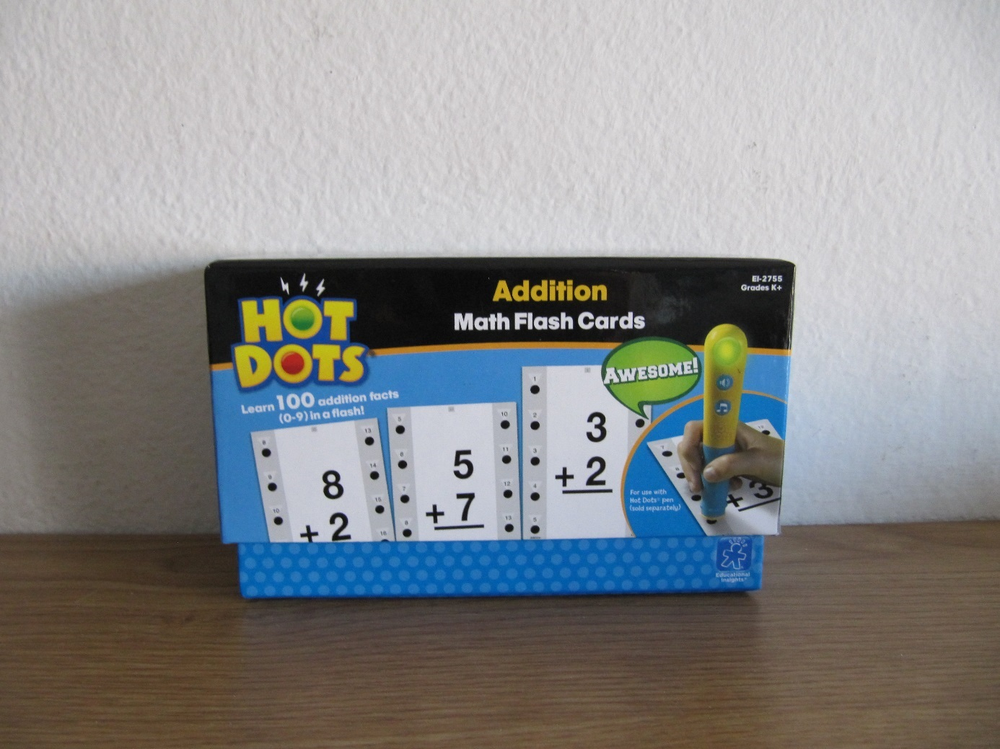 EI-2755
Grades K+
Addition
Math Flash Cards
HOT
DOTS
Learn 100 addition facts
(0-9) in a flash!
AWESOME!
8
9
10
13
14
15
16
8
+ 2
5
6
7
8
10
11
12
13
5
+ 7
1
2
3
4
5
3
+ 2
7
+ 3
For use with
Hot Dots® pen
(sold separately)
Educational
Insights®